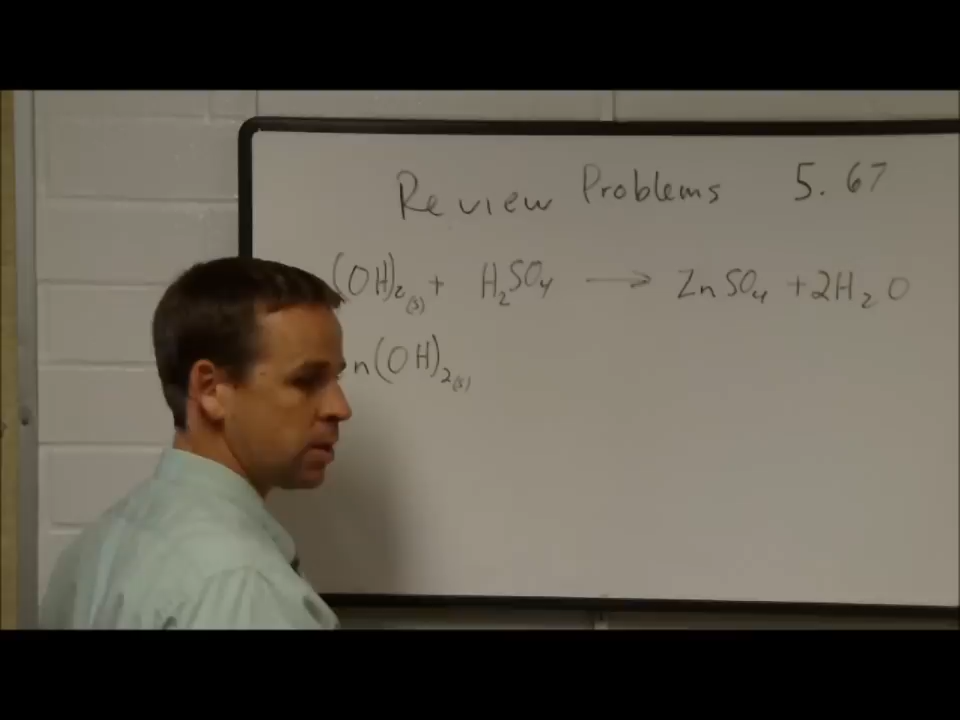 Review Problems 5.67
(OH)₂₍ₛ₎ + H₂SO₄ → ZnSO₄ + 2H₂O
n(OH)₂₍ₛ₎